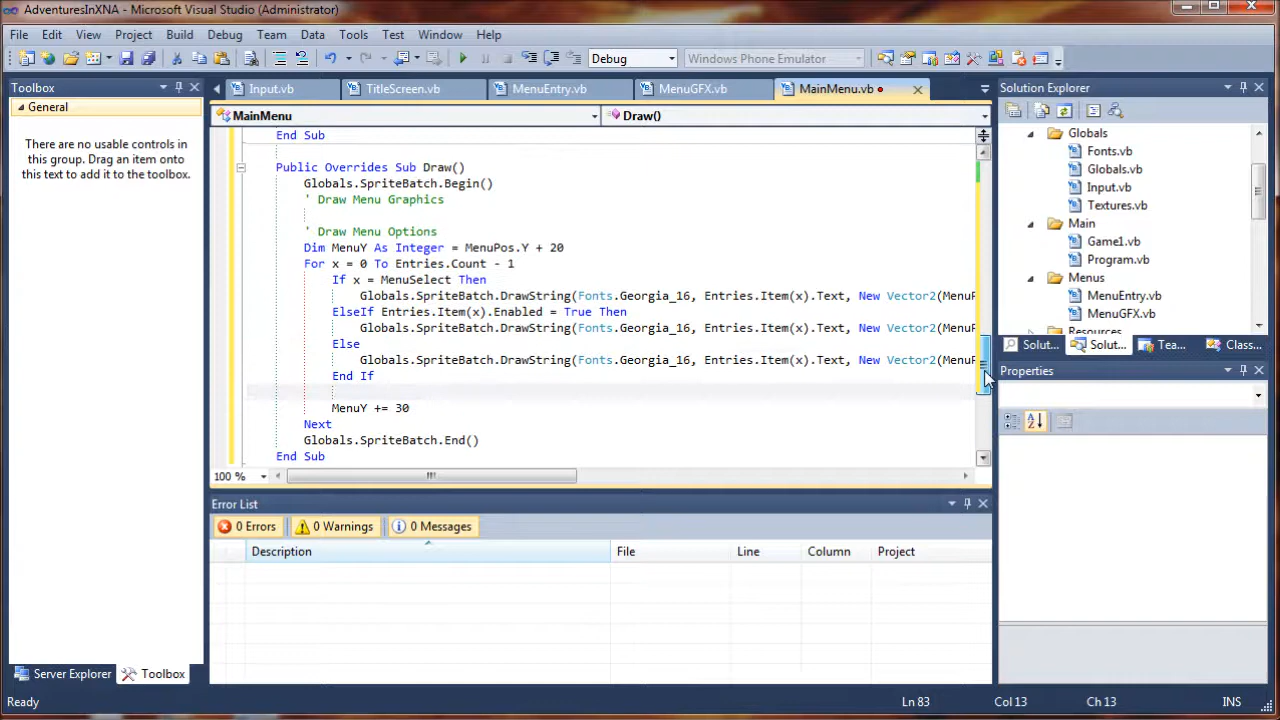 AdventuresInXNA - Microsoft Visual Studio (Administrator)
File Edit View Project Build Debug Team Data Tools Test Window Help
Debug Windows Phone Emulator
Toolbox
General
There are no usable controls in
this group. Drag an item onto
this text to add it to the toolbox.
Server Explorer Toolbox
Input.vb TitleScreen.vb MenuEntry.vb MenuGFX.vb MainMenu.vb
MainMenu Draw()
End Sub
Public Overrides Sub Draw()
Globals.SpriteBatch.Begin()
' Draw Menu Graphics
' Draw Menu Options
Dim MenuY As Integer = MenuPos.Y + 20
For x = 0 To Entries.Count - 1
If x = MenuSelect Then
Globals.SpriteBatch.DrawString(Fonts.Georgia_16, Entries.Item(x).Text, New Vector2(MenuP
ElseIf Entries.Item(x).Enabled = True Then
Globals.SpriteBatch.DrawString(Fonts.Georgia_16, Entries.Item(x).Text, New Vector2(MenuP
Else
Globals.SpriteBatch.DrawString(Fonts.Georgia_16, Entries.Item(x).Text, New Vector2(MenuP
End If
MenuY += 30
Next
Globals.SpriteBatch.End()
End Sub
100 %
Error List
0 Errors 0 Warnings 0 Messages
Description File Line Column Project
Solution Explorer
Globals
Fonts.vb
Globals.vb
Input.vb
Textures.vb
Main
Game1.vb
Program.vb
Menus
MenuEntry.vb
MenuGFX.vb
Resources
Solut... Solut... Tea... Class...
Properties
Ready Ln 83 Col 13 Ch 13 INS